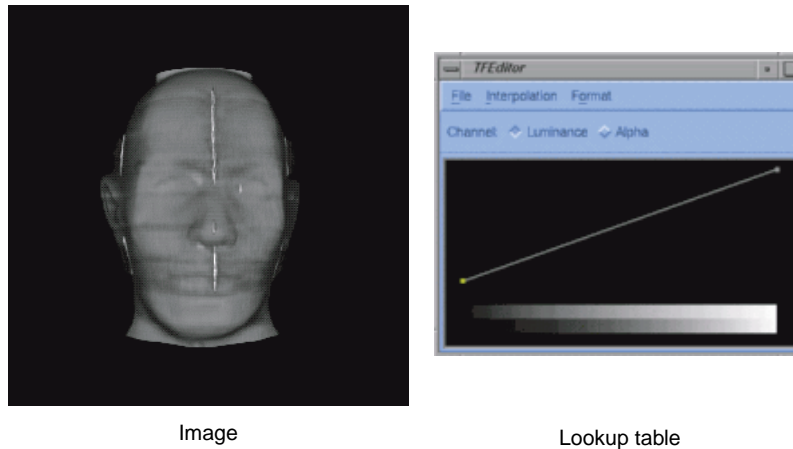 TFEditor
File Interpolation Format
Channel: Luminance Alpha
Image
Lookup table